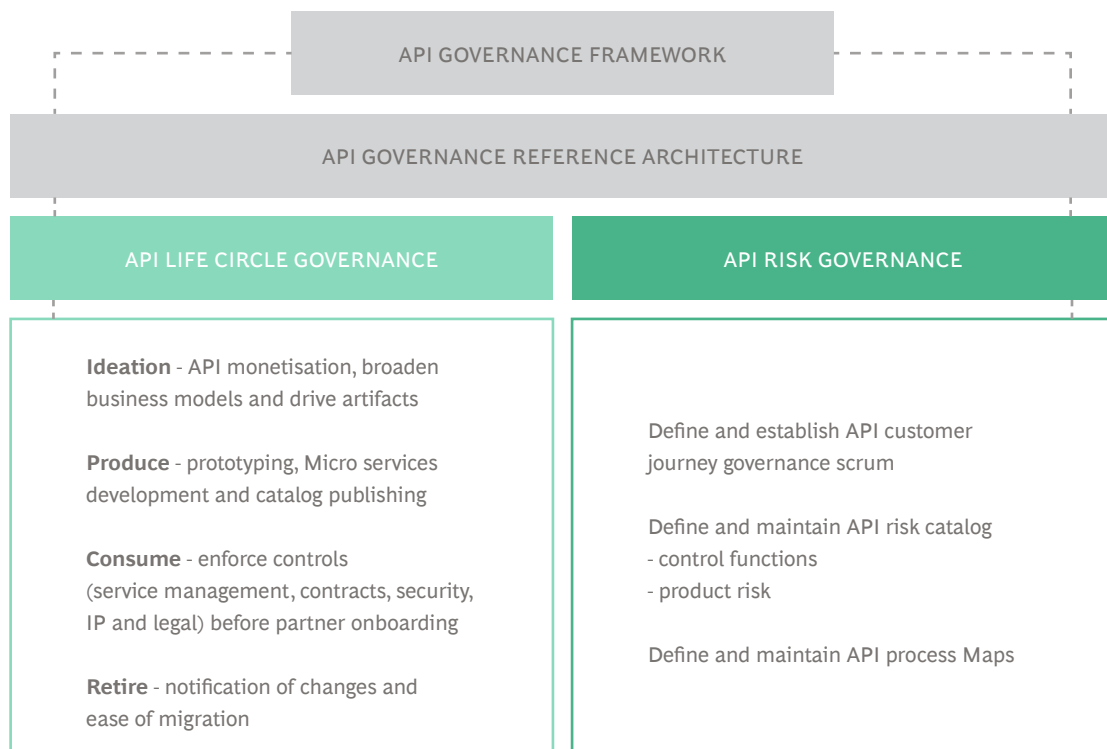 API GOVERNANCE FRAMEWORK
API GOVERNANCE REFERENCE ARCHITECTURE
API LIFE CIRCLE GOVERNANCE
Ideation - API monetisation, broaden
business models and drive artifacts
Produce - prototyping, Micro services
development and catalog publishing
Consume - enforce controls
(service management, contracts, security,
IP and legal) before partner onboarding
Retire - notification of changes and
ease of migration
API RISK GOVERNANCE
Define and establish API customer
journey governance scrum
Define and maintain API risk catalog
- control functions
- product risk
Define and maintain API process Maps